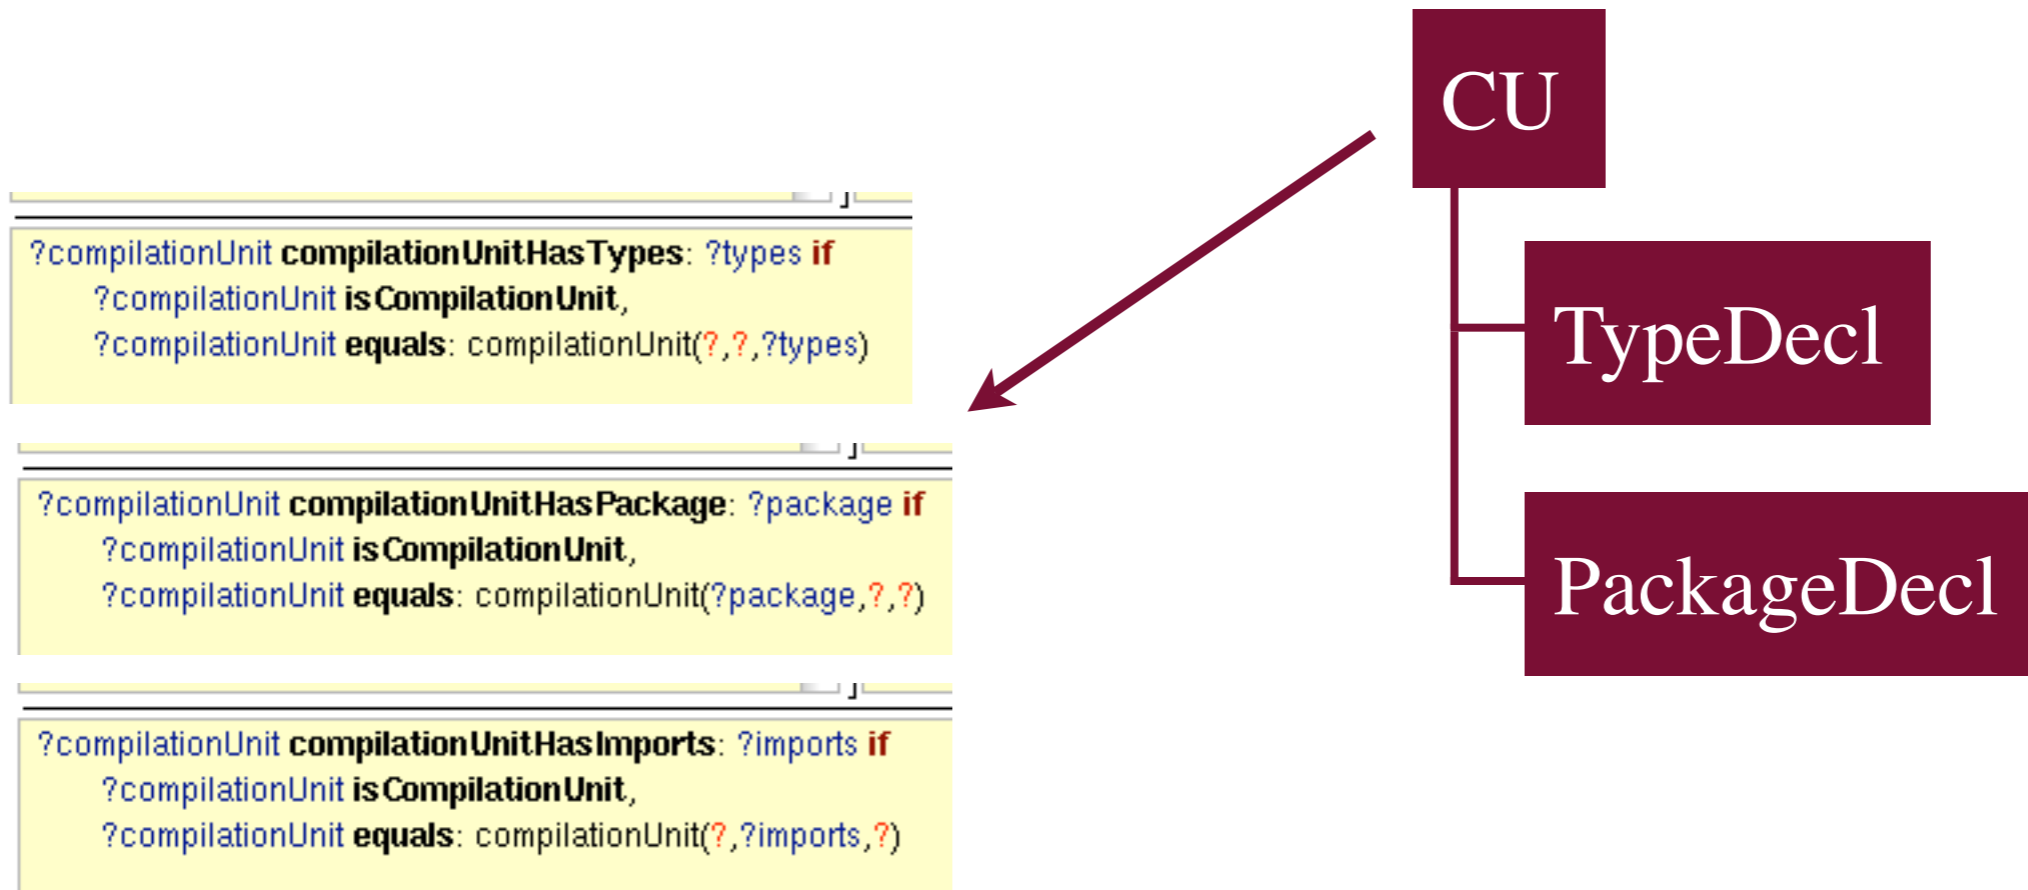 ?compilationUnit compilationUnitHasTypes: ?types if
?compilationUnit isCompilationUnit,
?compilationUnit equals: compilationUnit(?,?,?types)
?compilationUnit compilationUnitHasPackage: ?package if
?compilationUnit isCompilationUnit,
?compilationUnit equals: compilationUnit(?package,?,?)
?compilationUnit compilationUnitHasImports: ?imports if
?compilationUnit isCompilationUnit,
?compilationUnit equals: compilationUnit(?,?imports,?)
CU
TypeDecl
PackageDecl